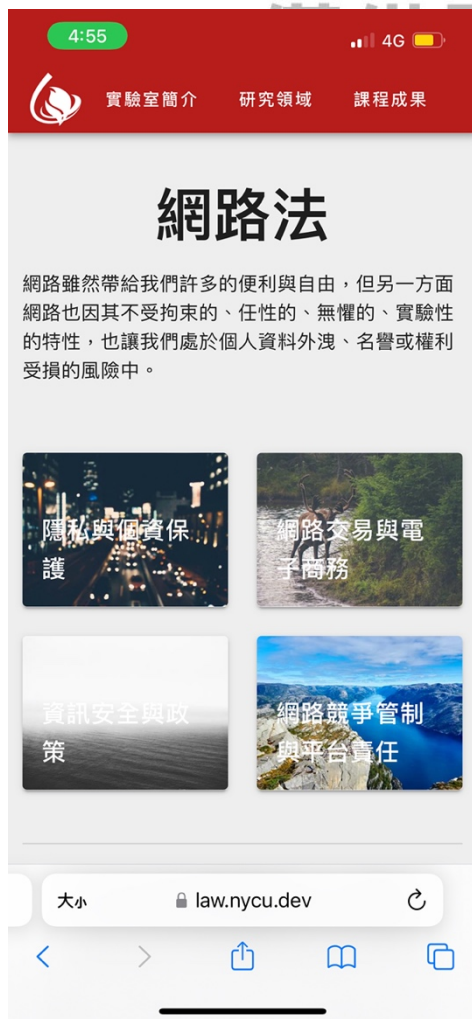 4:55
4G
實驗室簡介 研究領域 課程成果
網路法
網路雖然帶給我們許多的便利與自由，但另一方面
網路也因其不受拘束的、任性的、無懼的、實驗性
的特性，也讓我們處於個人資料外洩、名譽或權利
受損的風險中。
隱私與個資保
護
網路交易與電
子商務
資訊安全與政
策
網路競爭管制
與平台責任
大小 law.nycu.dev